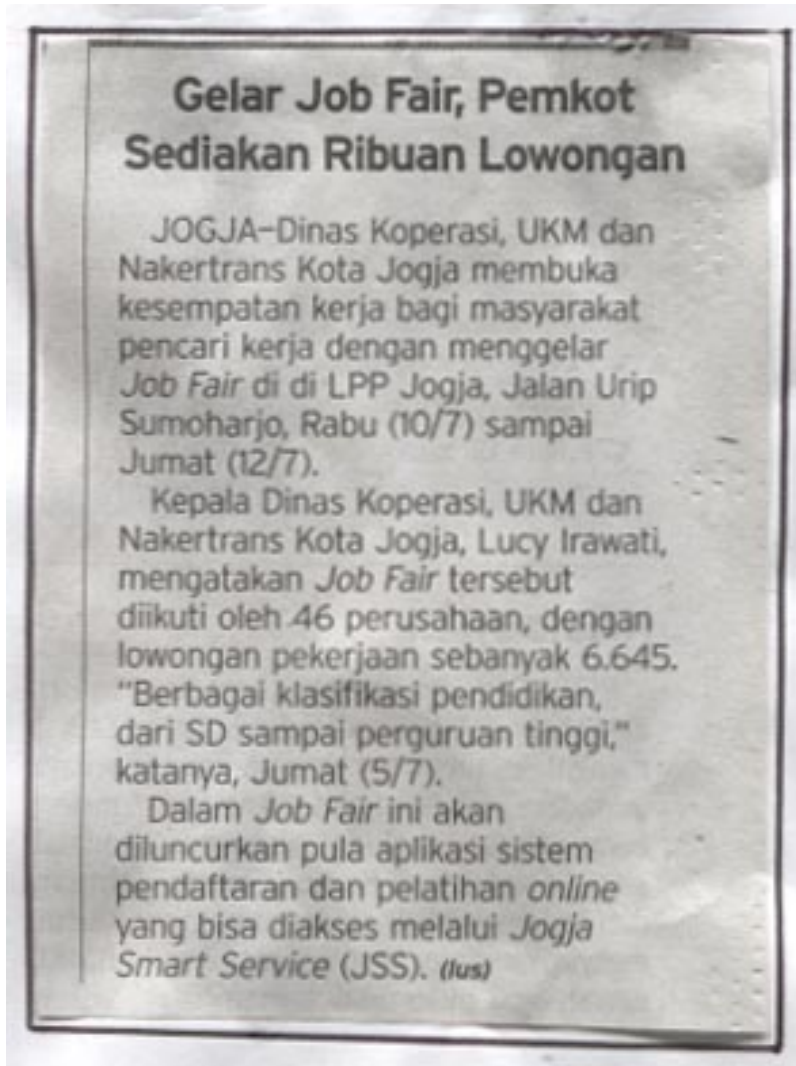 Gelar Job Fair, Pemkot
Sediakan Ribuan Lowongan
JOGJA–Dinas Koperasi, UKM dan
Nakertrans Kota Jogja membuka
kesempatan kerja bagi masyarakat
pencari kerja dengan menggelar
Job Fair di di LPP Jogja, Jalan Urip
Sumoharjo, Rabu (10/7) sampai
Jumat (12/7).
Kepala Dinas Koperasi, UKM dan
Nakertrans Kota Jogja, Lucy Irawati,
mengatakan Job Fair tersebut
diikuti oleh 46 perusahaan, dengan
lowongan pekerjaan sebanyak 6.645.
"Berbagai klasifikasi pendidikan,
dari SD sampai perguruan tinggi,"
katanya, Jumat (5/7).
Dalam Job Fair ini akan
diluncurkan pula aplikasi sistem
pendaftaran dan pelatihan online
yang bisa diakses melalui Jogja
Smart Service (JSS). (lus)